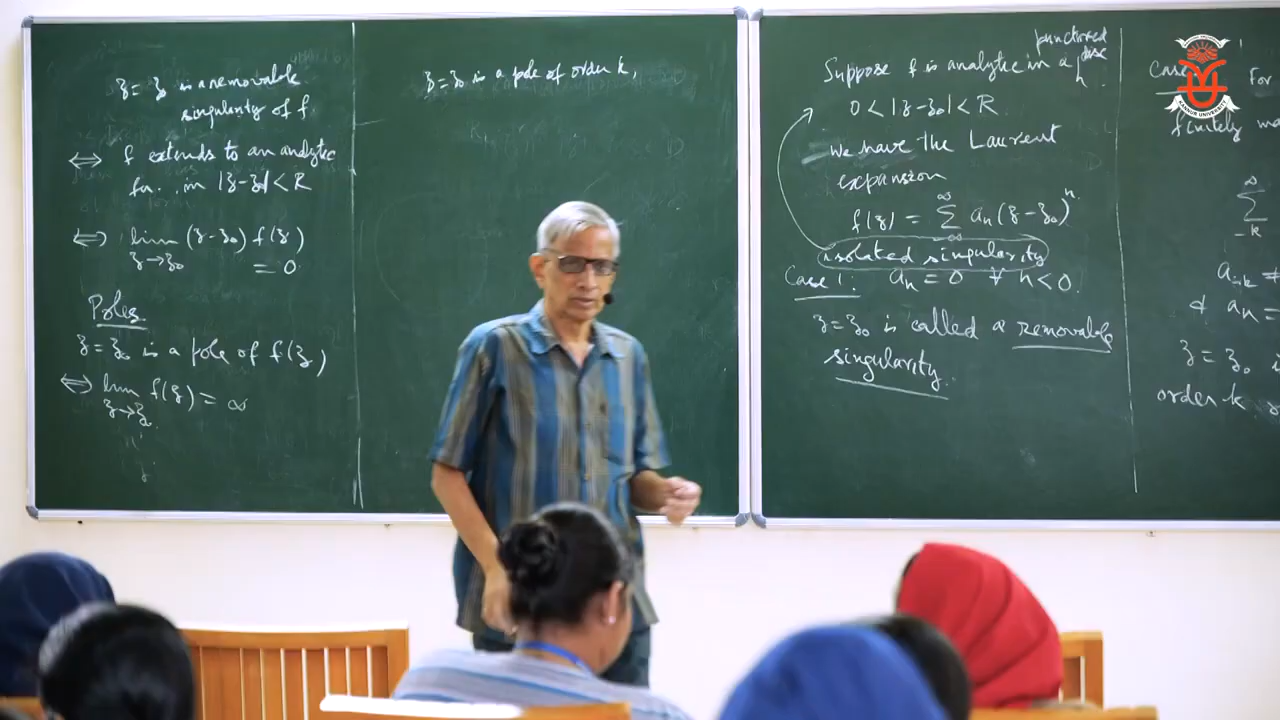 z = z₀ is a removable
singularity of f
⇔ f extends to an analytic
fn. in |z-z₀| < R
⇔ lim (z-z₀) f(z)
z→z₀ = 0
Poles
z = z₀ is a pole of f(z)
⇔ lim f(z) = ∞
z→z₀
z = z₀ is a pole of order k,
punctured
Suppose f is analytic in a disc
0 < |z-z₀| < R
we have the Laurent
expansion
f(z) = ∑ aₙ(z-z₀)ⁿ
isolated singularity
Case 1: aₙ = 0 ∀ n<0.
z = z₀ is called a removable
singularity.
Case
For
finitely
∞
∑
-k
≠
& aₙ =
z = z₀
order k
KANNUR UNIVERSITY